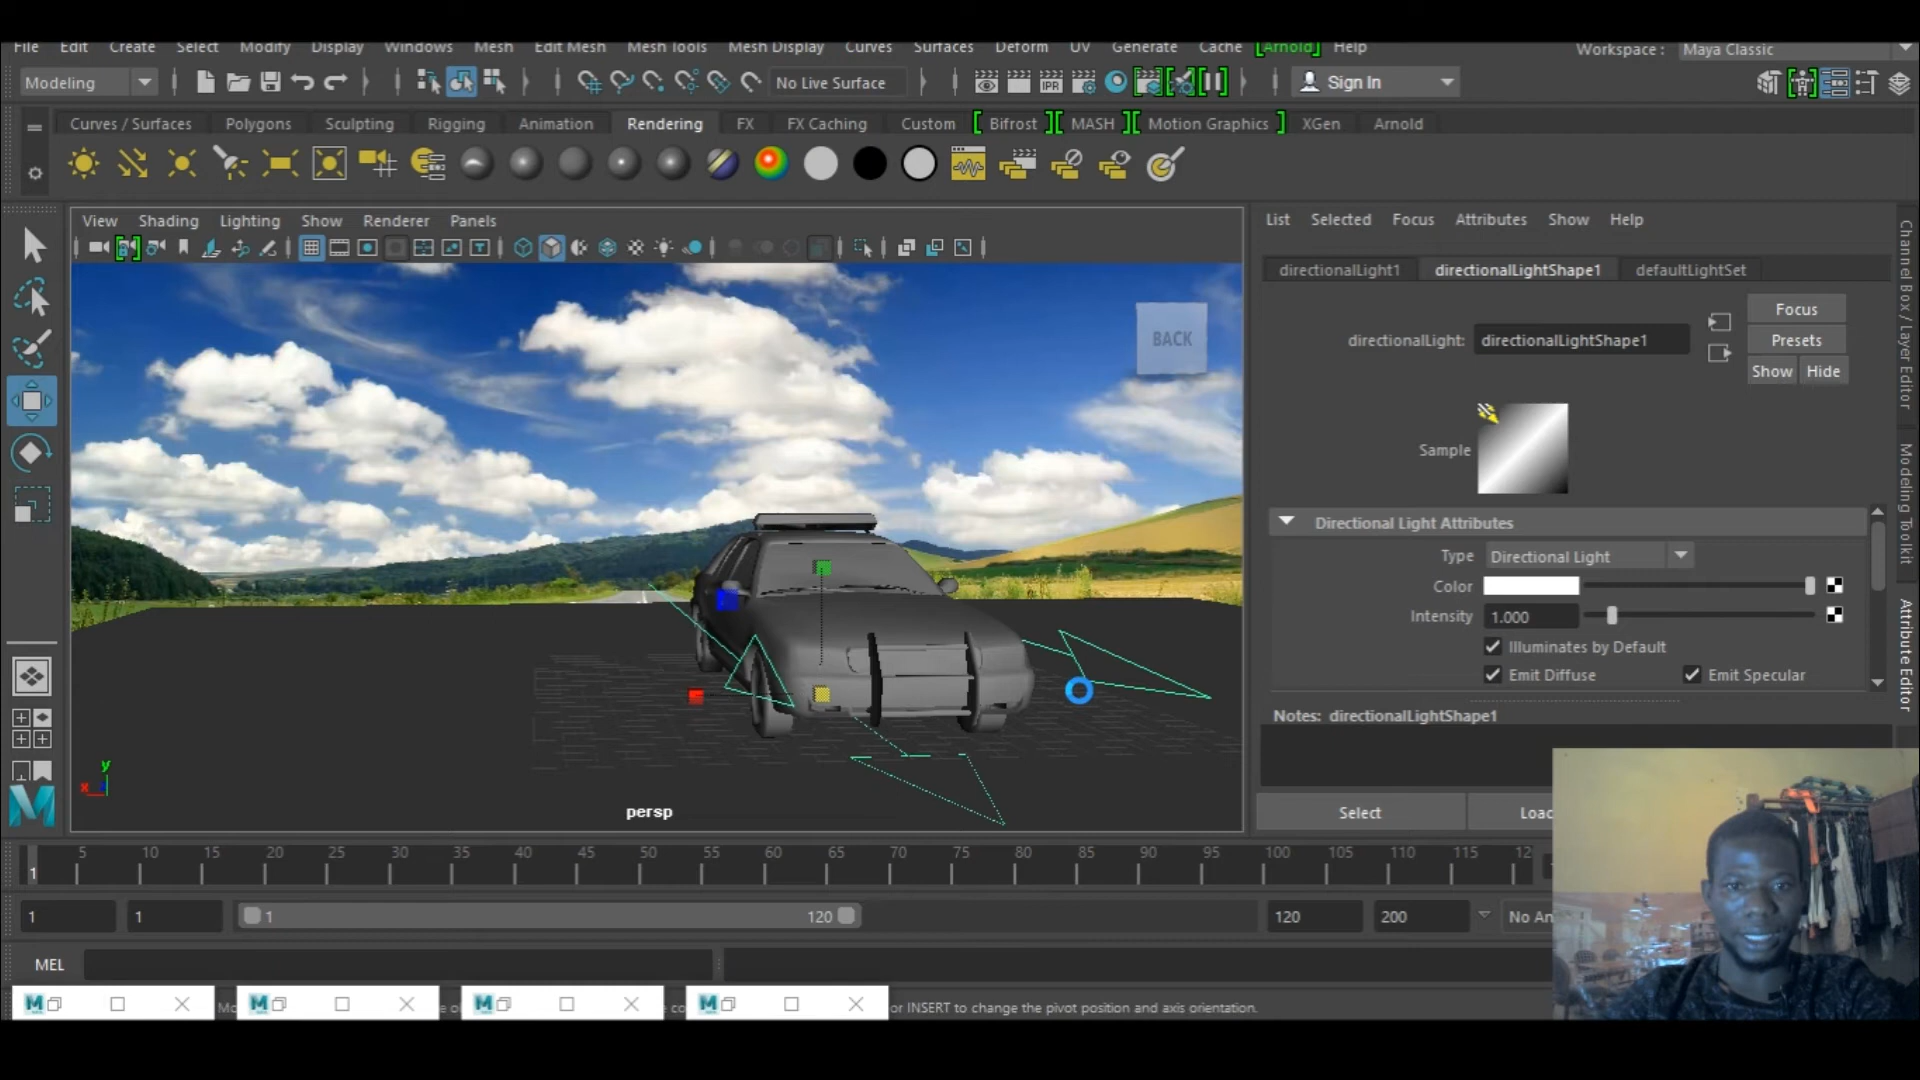 File Edit Create Select Modify Display Windows Mesh Edit Mesh Mesh Tools Mesh Display Curves Surfaces Deform UV Generate Cache [Arnold] Help Workspace : Maya Classic
Modeling No Live Surface IPR Sign In
Curves / Surfaces Polygons Sculpting Rigging Animation Rendering FX FX Caching Custom [ Bifrost ][ MASH ][ Motion Graphics ] XGen Arnold
View Shading Lighting Show Renderer Panels
List Selected Focus Attributes Show Help
directionalLight1 directionalLightShape1 defaultLightSet
Focus
directionalLight: directionalLightShape1 Presets
Show Hide
BACK
Sample
Directional Light Attributes
Type Directional Light
Color
Intensity 1.000
Illuminates by Default
Emit Diffuse Emit Specular
Notes: directionalLightShape1
Select Loa
Channel Box / Layer Editor
Modeling Toolkit
Attribute Editor
y
x
persp
5 10 15 20 25 30 35 40 45 50 55 60 65 70 75 80 85 90 95 100 105 110 115 12
1
1 1 1 120 120 200 No An
MEL
or INSERT to change the pivot position and axis orientation.